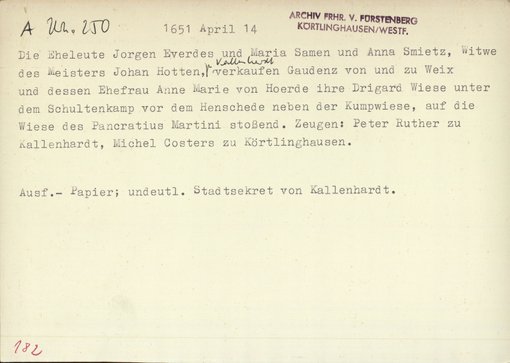 A Uk. 250
1651 April 14
ARCHIV FRHR. V. FÜRSTENBERG
KÖRTLINGHAUSEN/WESTF.
Die Eheleute Jorgen Everdes und Maria Samen und Anna Smietz, Witwe
des Meisters Johan Hotten, zu Kallenhardt verkaufen Gaudenz von und zu Weix
und dessen Ehefrau Anne Marie von Hoerde ihre Drigard Wiese unter
dem Schultenkamp vor dem Henschede neben der Kumpwiese, auf die
Wiese des Pancratius Martini stoßend. Zeugen: Peter Ruther zu
Kallenhardt, Michel Costers zu Körtlinghausen.
Ausf.- Papier; undeutl. Stadtsekret von Kallenhardt.
182